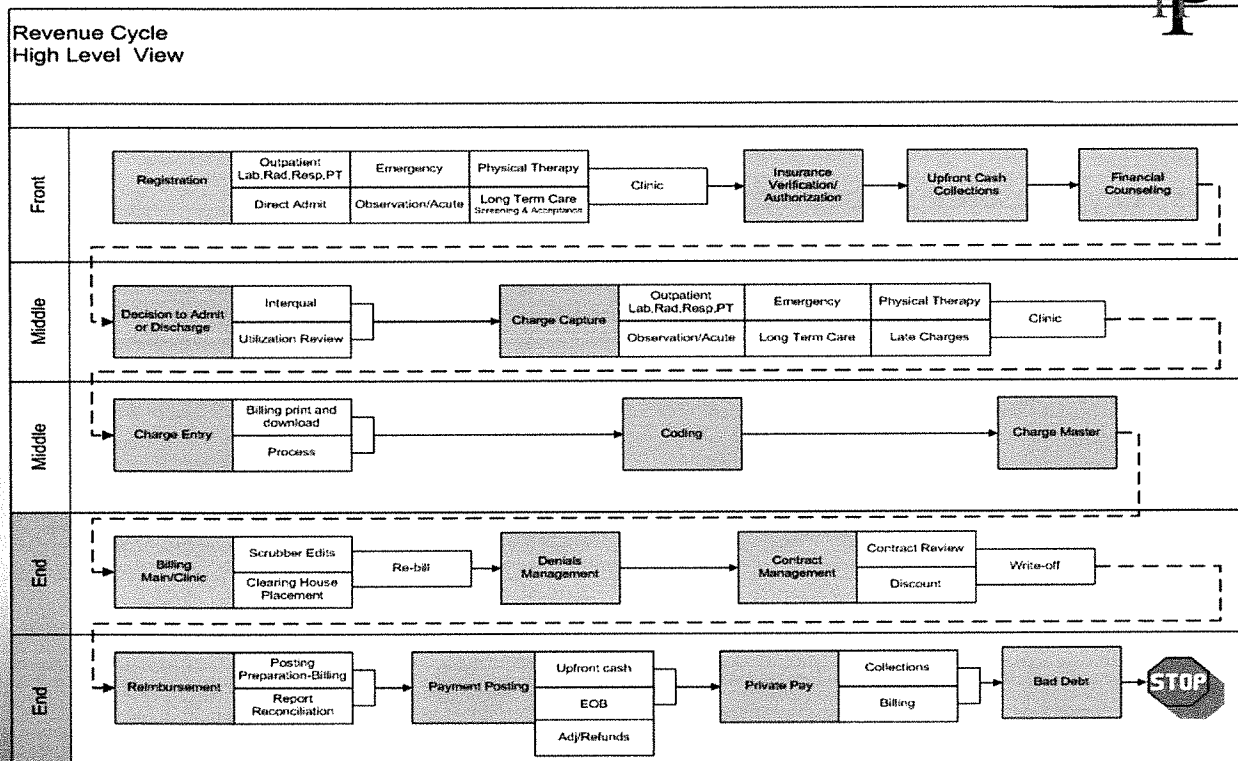 Revenue Cycle
High Level View
Front
Registration
Outpatient
Lab,Rad,Resp,PT
Emergency
Physical Therapy
Direct Admit
Observation/Acute
Long Term Care
Screening & Acceptance
Clinic
Insurance
Verification/
Authorization
Upfront Cash
Collections
Financial
Counseling
Middle
Decision to Admit
or Discharge
Interqual
Utilization Review
Charge Capture
Outpatient
Lab,Rad,Resp,PT
Emergency
Physical Therapy
Observation/Acute
Long Term Care
Late Charges
Clinic
Middle
Charge Entry
Billing print and
download
Process
Coding
Charge Master
End
Billing
Main/Clinic
Scrubber Edits
Clearing House
Placement
Re-bill
Denials
Management
Contract
Management
Contract Review
Discount
Write-off
End
Reimbursement
Posting
Preparation-Billing
Report
Reconciliation
Payment Posting
Upfront cash
EOB
Adj/Refunds
Private Pay
Collections
Billing
Bad Debt
STOP